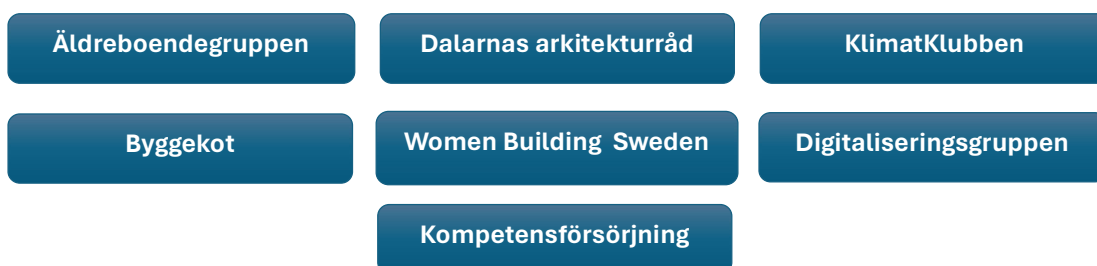 Äldreboendegruppen
Dalarnas arkitekturråd
KlimatKlubben
Byggekot
Women Building Sweden
Digitaliseringsgruppen
Kompetensförsörjning